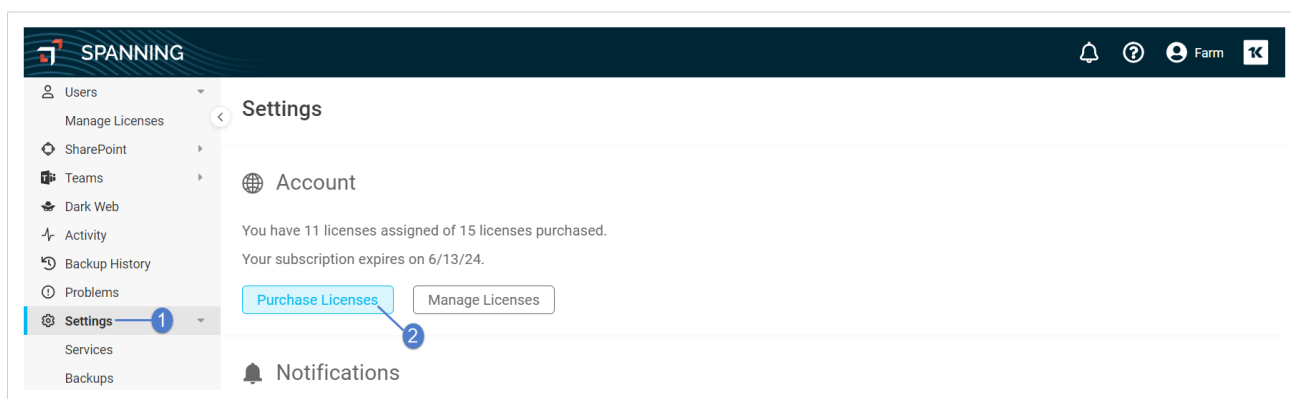 SPANNING
Farm
Users
Manage Licenses
SharePoint
Teams
Dark Web
Activity
Backup History
Problems
Settings 1
Services
Backups
Settings
Account
You have 11 licenses assigned of 15 licenses purchased.
Your subscription expires on 6/13/24.
Purchase Licenses Manage Licenses
2
Notifications